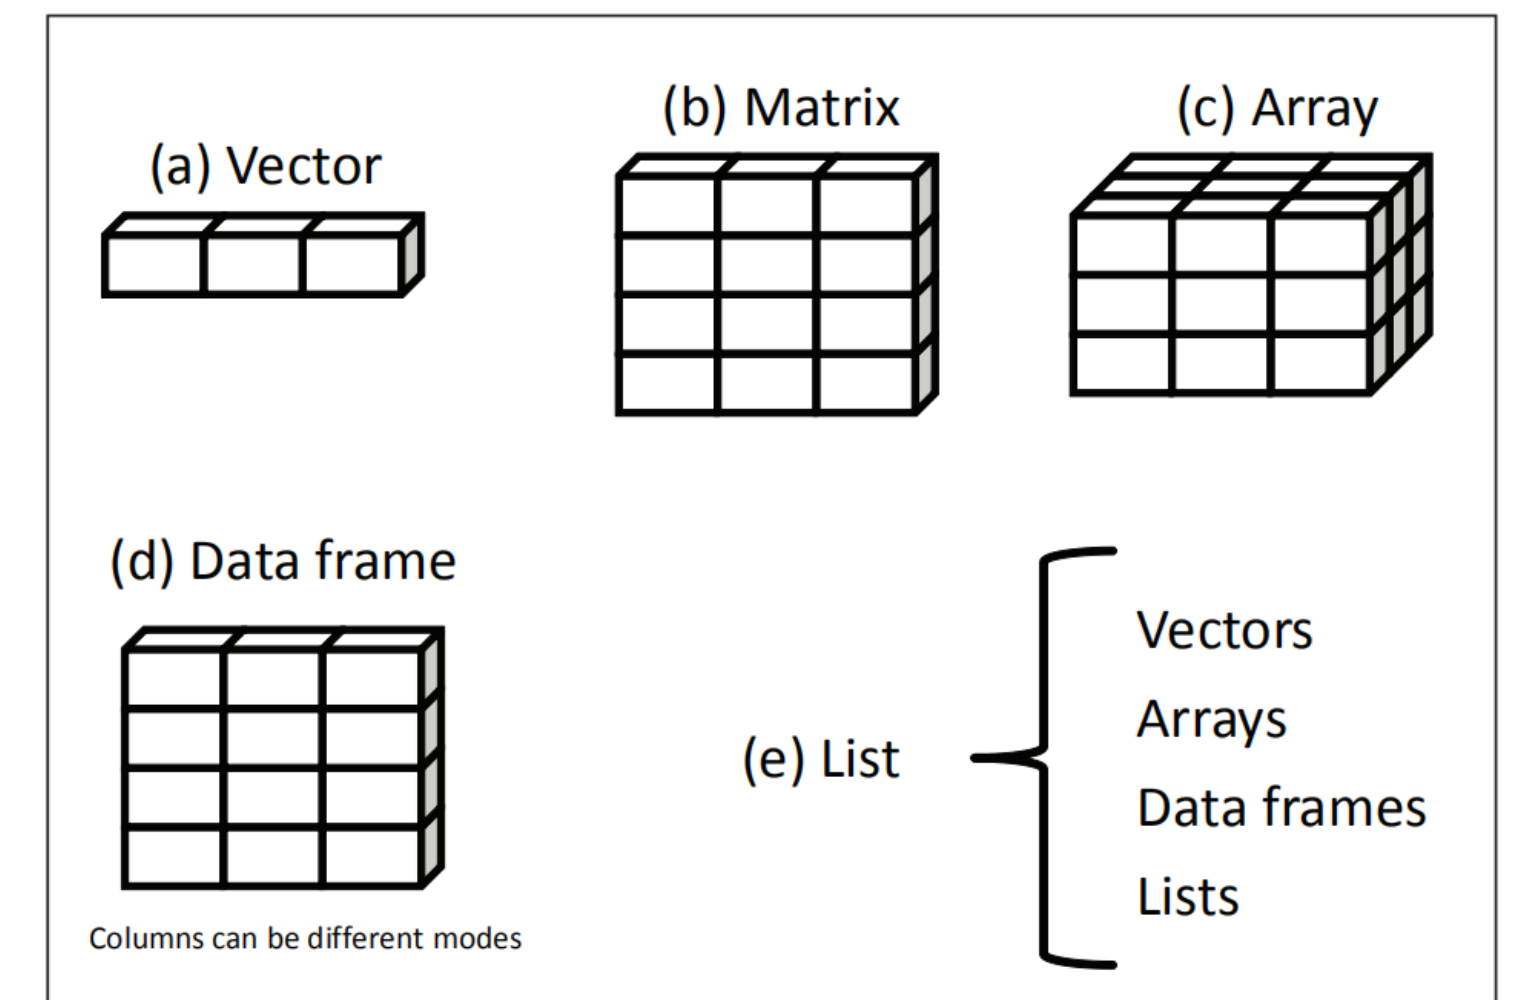 (a) Vector
(b) Matrix
(c) Array
(d) Data frame
Columns can be different modes
(e) List
Vectors
Arrays
Data frames
Lists